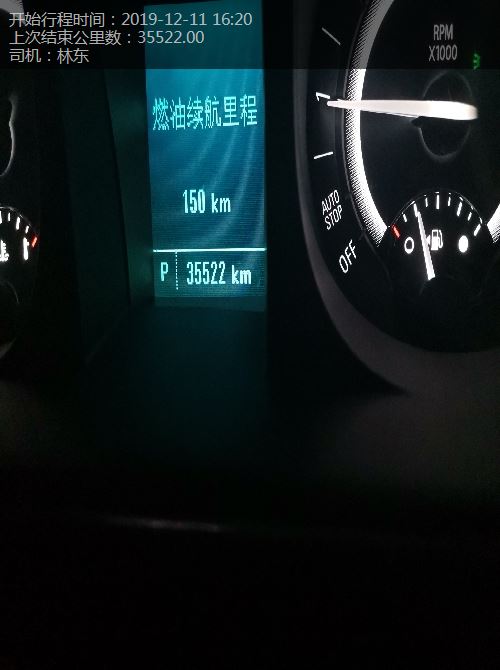 开始行程时间：2019-12-11 16:20
上次结束公里数：35522.00
司机：林东
RPM
X1000
燃油续航里程
1
150 km
AUTO
STOP
OFF
P 35522 km